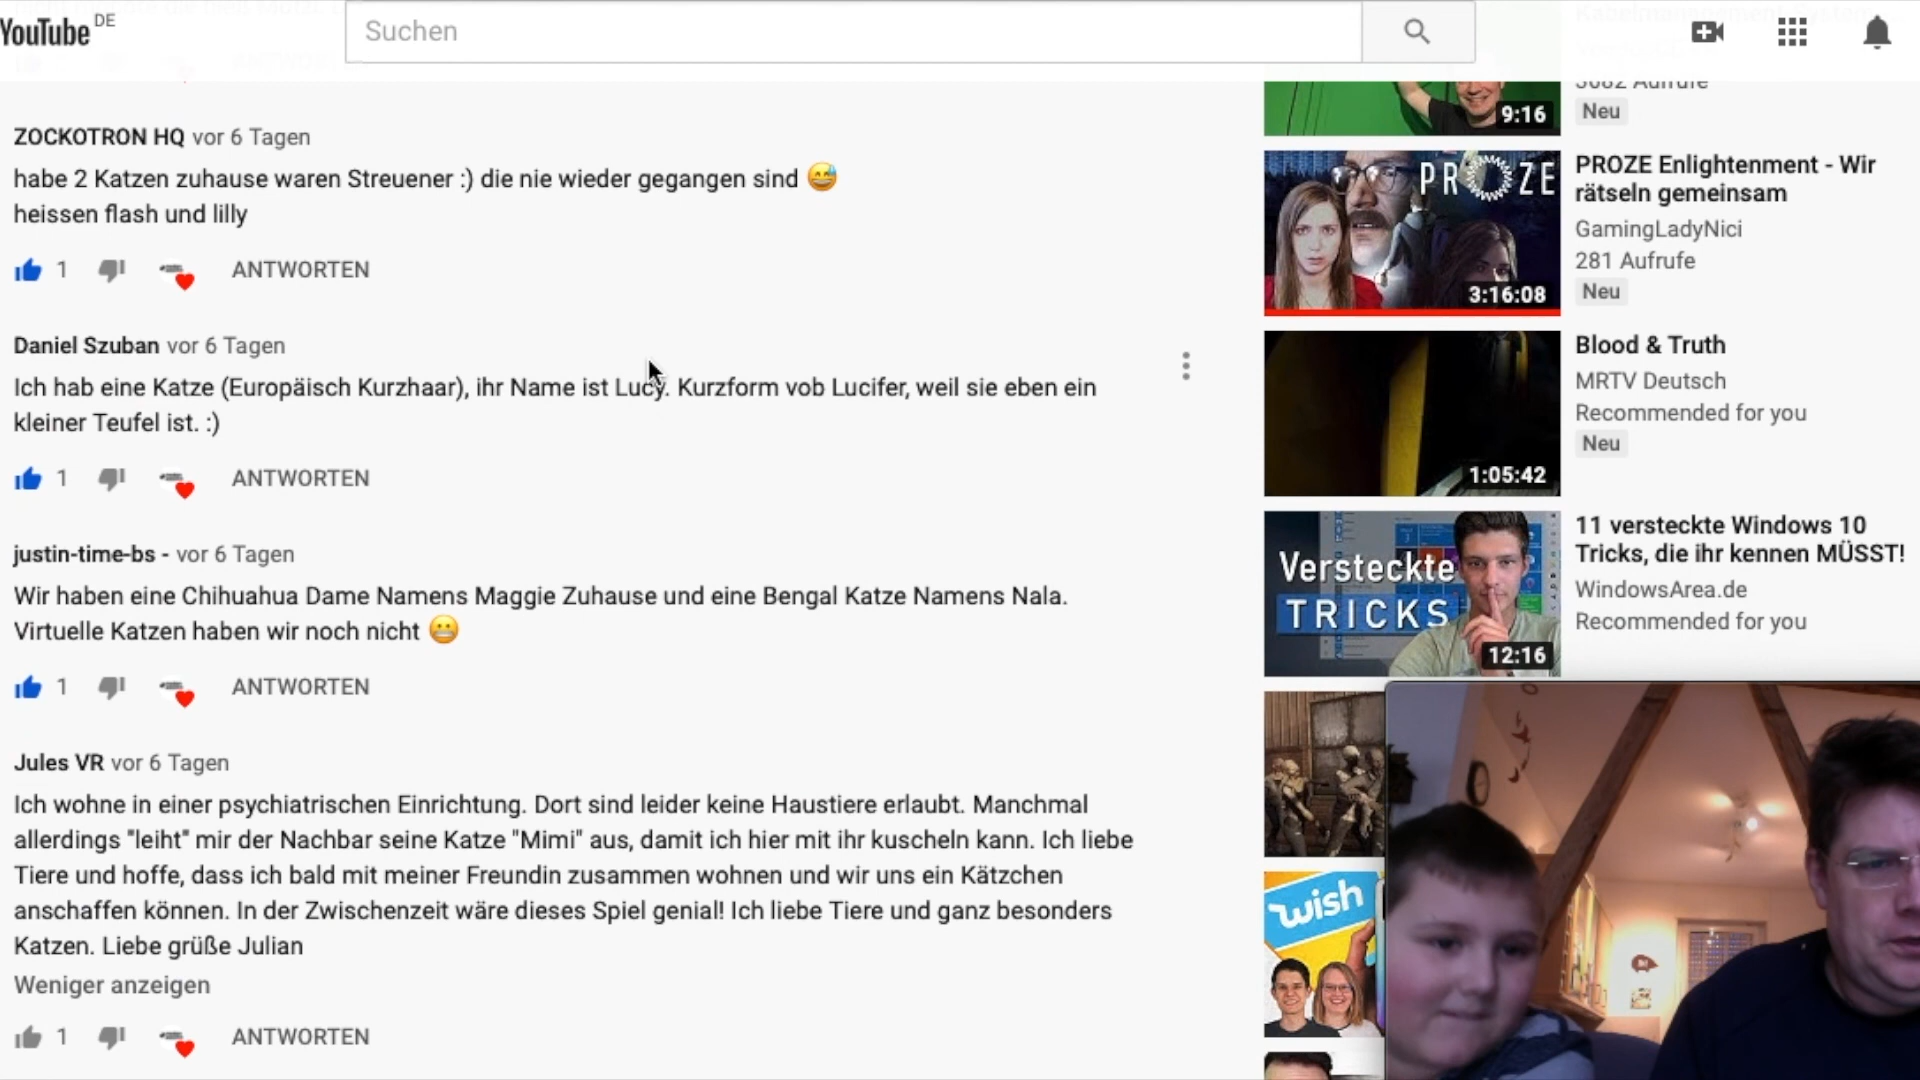 YouTube DE
Suchen
ZOCKOTRON HQ vor 6 Tagen
habe 2 Katzen zuhause waren Streuener :) die nie wieder gegangen sind 😅
heissen flash und lilly
1 ANTWORTEN
Daniel Szuban vor 6 Tagen
Ich hab eine Katze (Europäisch Kurzhaar), ihr Name ist Lucy. Kurzform vob Lucifer, weil sie eben ein
kleiner Teufel ist. :)
1 ANTWORTEN
justin-time-bs - vor 6 Tagen
Wir haben eine Chihuahua Dame Namens Maggie Zuhause und eine Bengal Katze Namens Nala.
Virtuelle Katzen haben wir noch nicht 😬
1 ANTWORTEN
Jules VR vor 6 Tagen
Ich wohne in einer psychiatrischen Einrichtung. Dort sind leider keine Haustiere erlaubt. Manchmal
allerdings "leiht" mir der Nachbar seine Katze "Mimi" aus, damit ich hier mit ihr kuscheln kann. Ich liebe
Tiere und hoffe, dass ich bald mit meiner Freundin zusammen wohnen und wir uns ein Kätzchen
anschaffen können. In der Zwischenzeit wäre dieses Spiel genial! Ich liebe Tiere und ganz besonders
Katzen. Liebe grüße Julian
Weniger anzeigen
1 ANTWORTEN
9:16
3082 Aufrufe
Neu
PROZE
3:16:08
PROZE Enlightenment - Wir
rätseln gemeinsam
GamingLadyNici
281 Aufrufe
Neu
1:05:42
Blood & Truth
MRTV Deutsch
Recommended for you
Neu
Versteckte
TRICKS
12:16
11 versteckte Windows 10
Tricks, die ihr kennen MÜSST!
WindowsArea.de
Recommended for you
wish